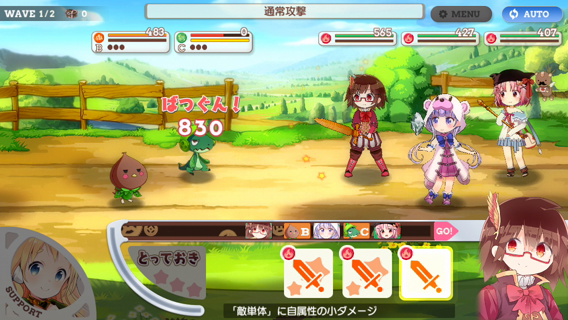 WAVE 1/2 0
通常攻撃
MENU
AUTO
483
B
0
C
565
427
407
ばつぐん!
830
B
C
GO!
とっておき
SUPPORT
「敵単体」に自属性の小ダメージ